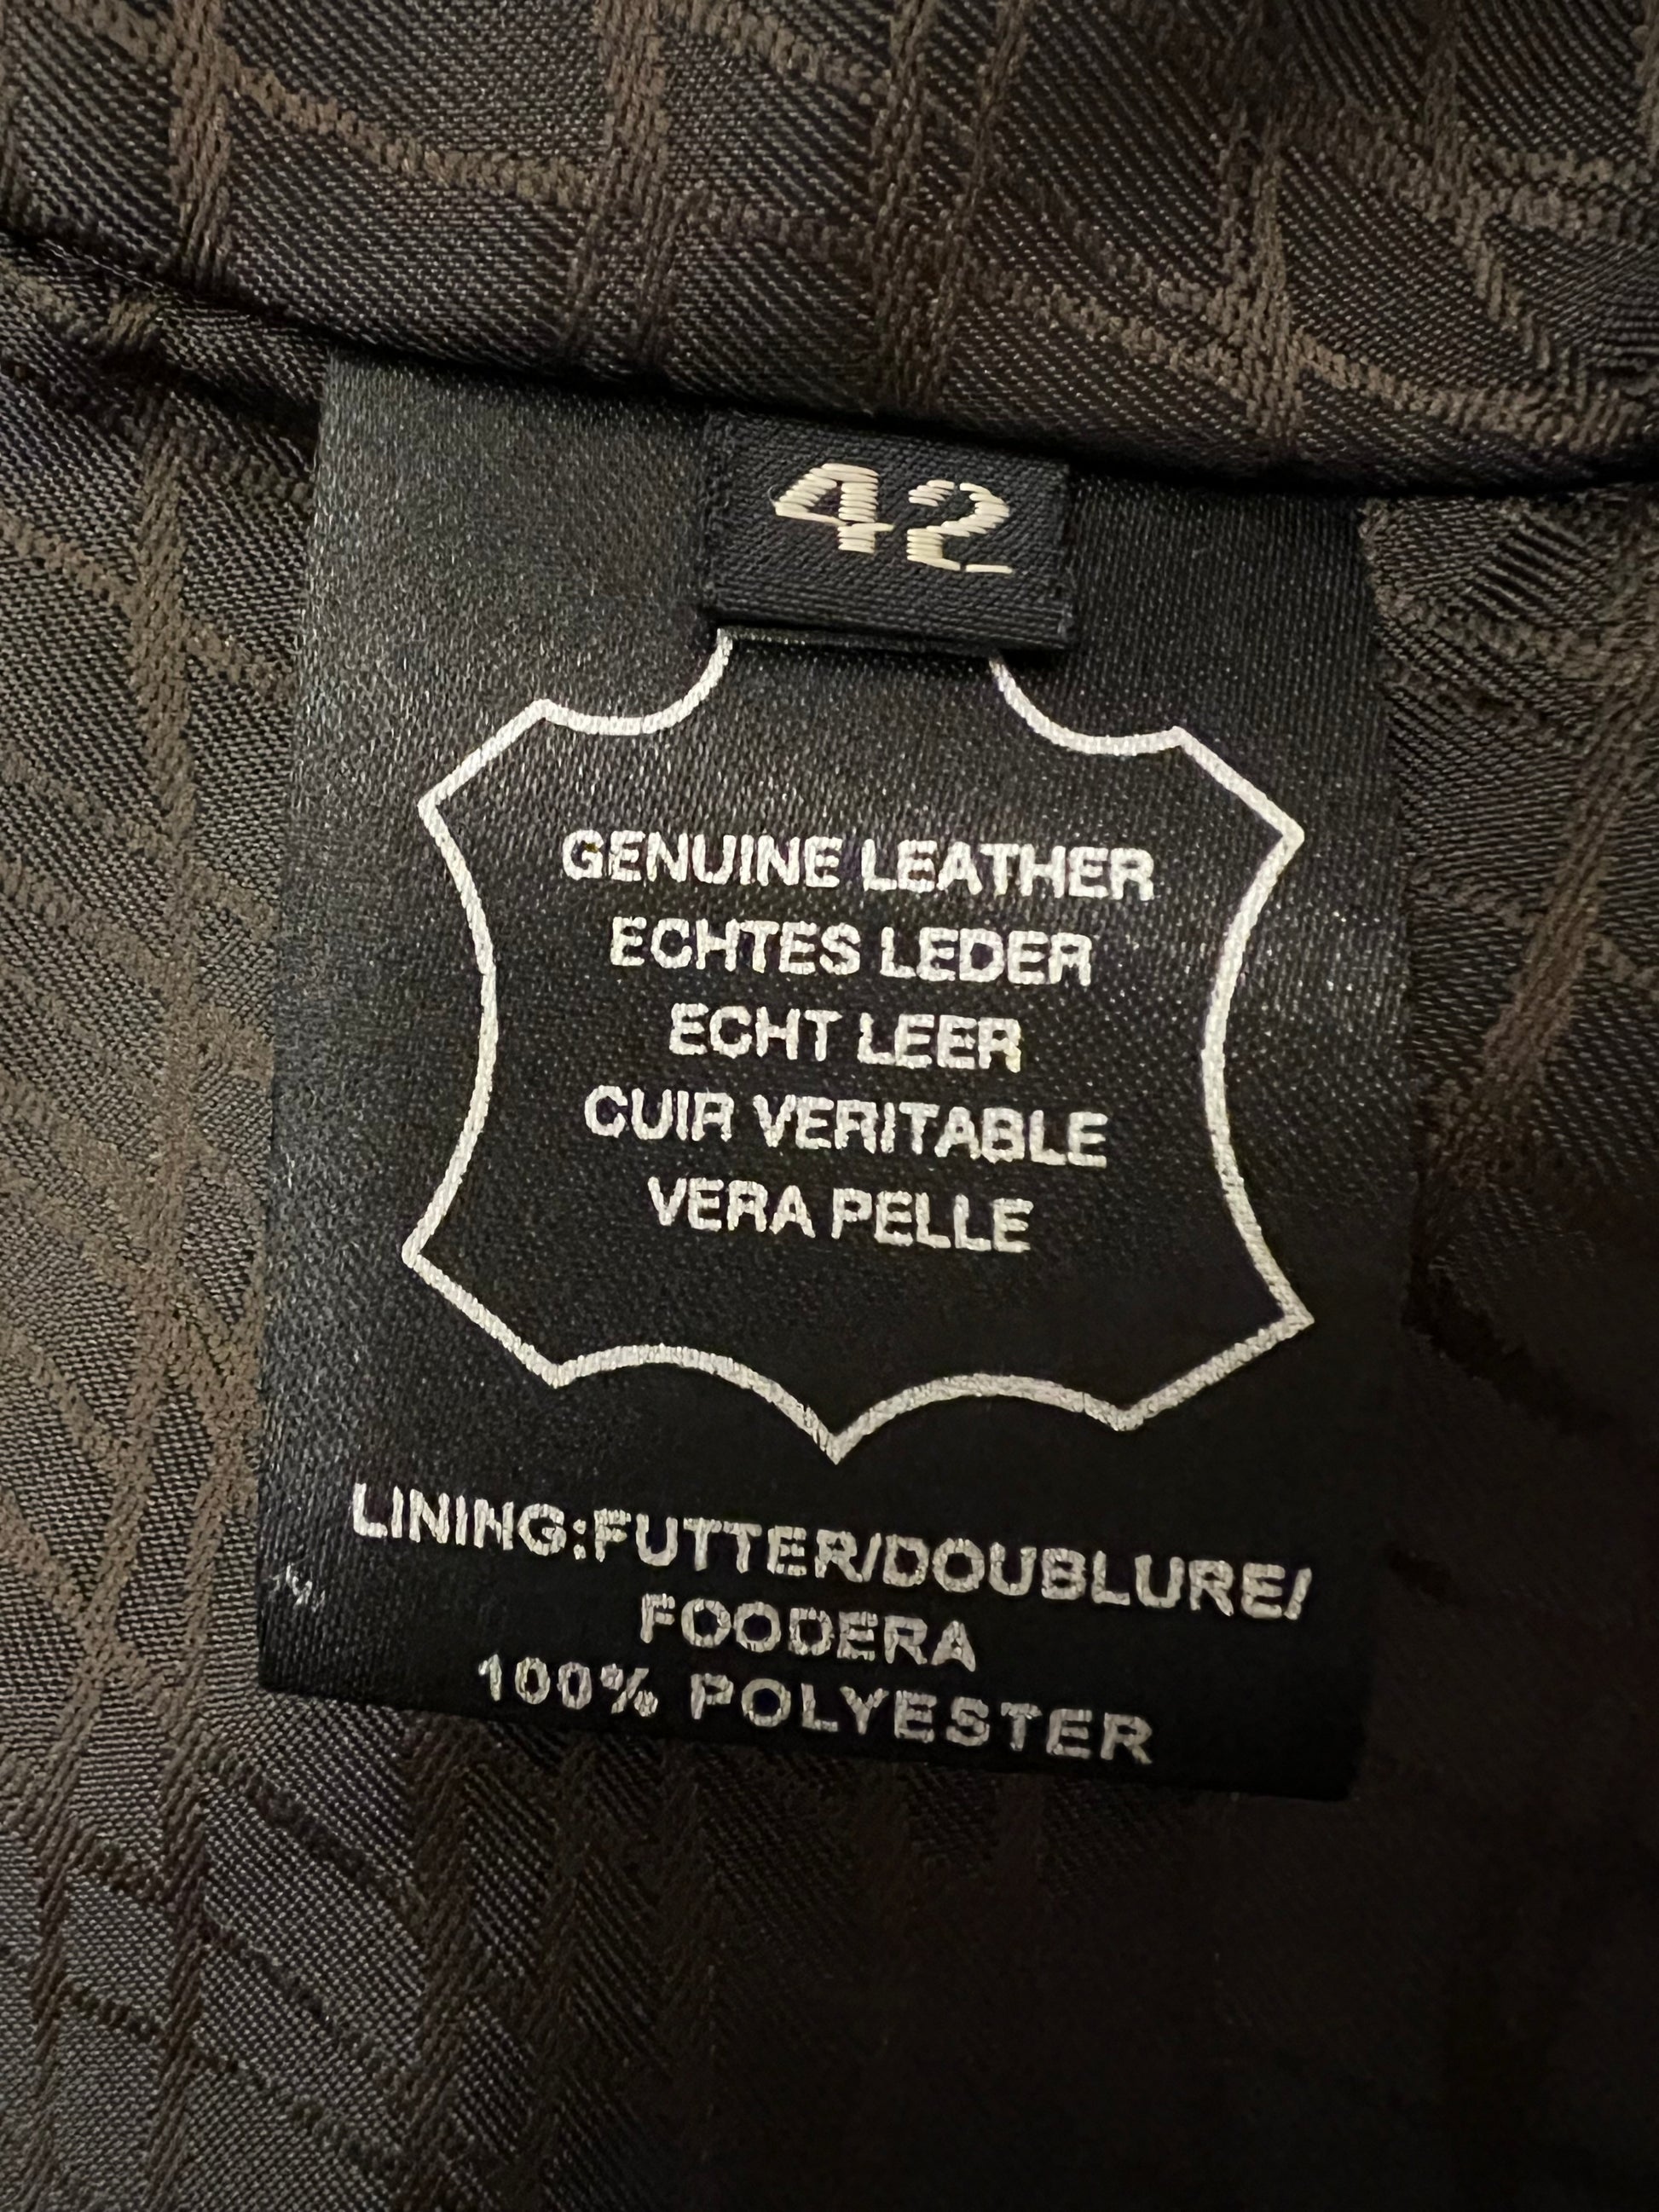 42
GENUINE LEATHER
ECHTES LEDER
ECHT LEER
CUIR VERITABLE
VERA PELLE
LINING:FUTTER/DOUBLURE/
FOODERA
100% POLYESTER